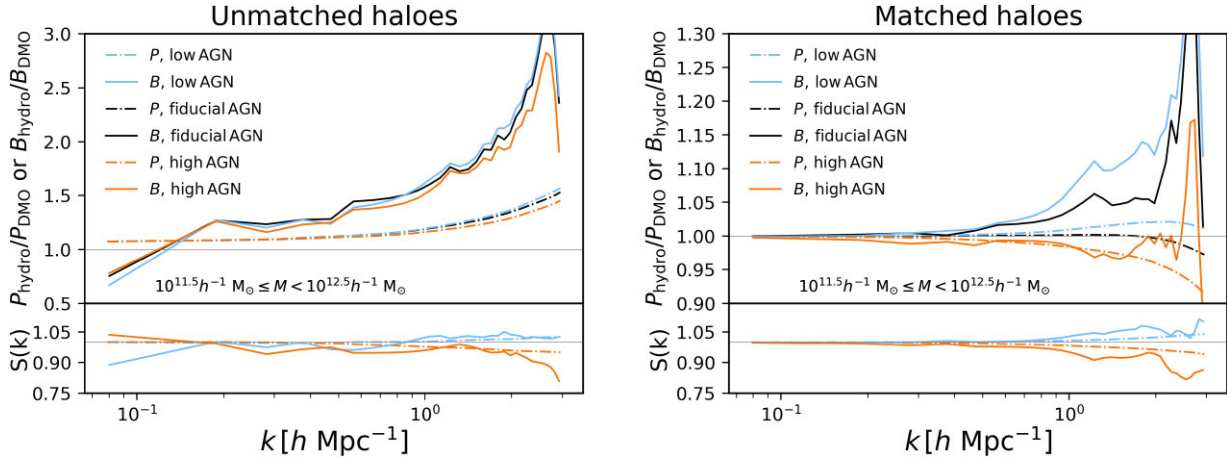 Unmatched haloes
P_hydro/P_DMO or B_hydro/B_DMO
3.0
2.5
2.0
1.5
1.0
0.5
P, low AGN
B, low AGN
P, fiducial AGN
B, fiducial AGN
P, high AGN
B, high AGN
10^11.5 h^−1 M_⊙ ≤ M < 10^12.5 h^−1 M_⊙
S(k)
1.05
0.90
0.75
10^−1
10^0
k [h Mpc^−1]
Matched haloes
P_hydro/P_DMO or B_hydro/B_DMO
1.30
1.25
1.20
1.15
1.10
1.05
1.00
0.95
0.90
P, low AGN
B, low AGN
P, fiducial AGN
B, fiducial AGN
P, high AGN
B, high AGN
10^11.5 h^−1 M_⊙ ≤ M < 10^12.5 h^−1 M_⊙
S(k)
1.05
0.90
0.75
10^−1
10^0
k [h Mpc^−1]